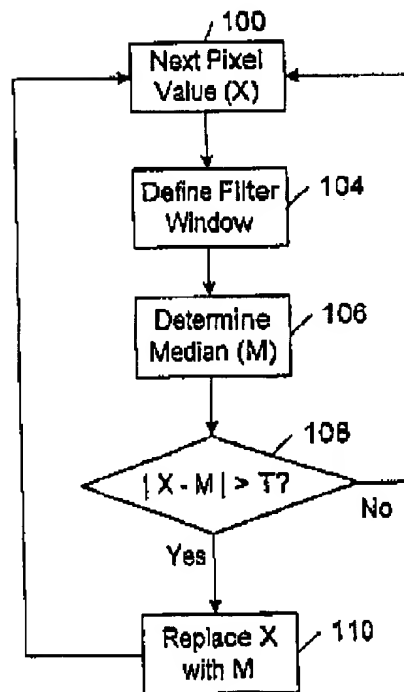 100
Next Pixel
Value (X)
Define Filter
Window
104
Determine
Median (M)
106
108
| X - M | > T?
No
Yes
Replace X
with M
110